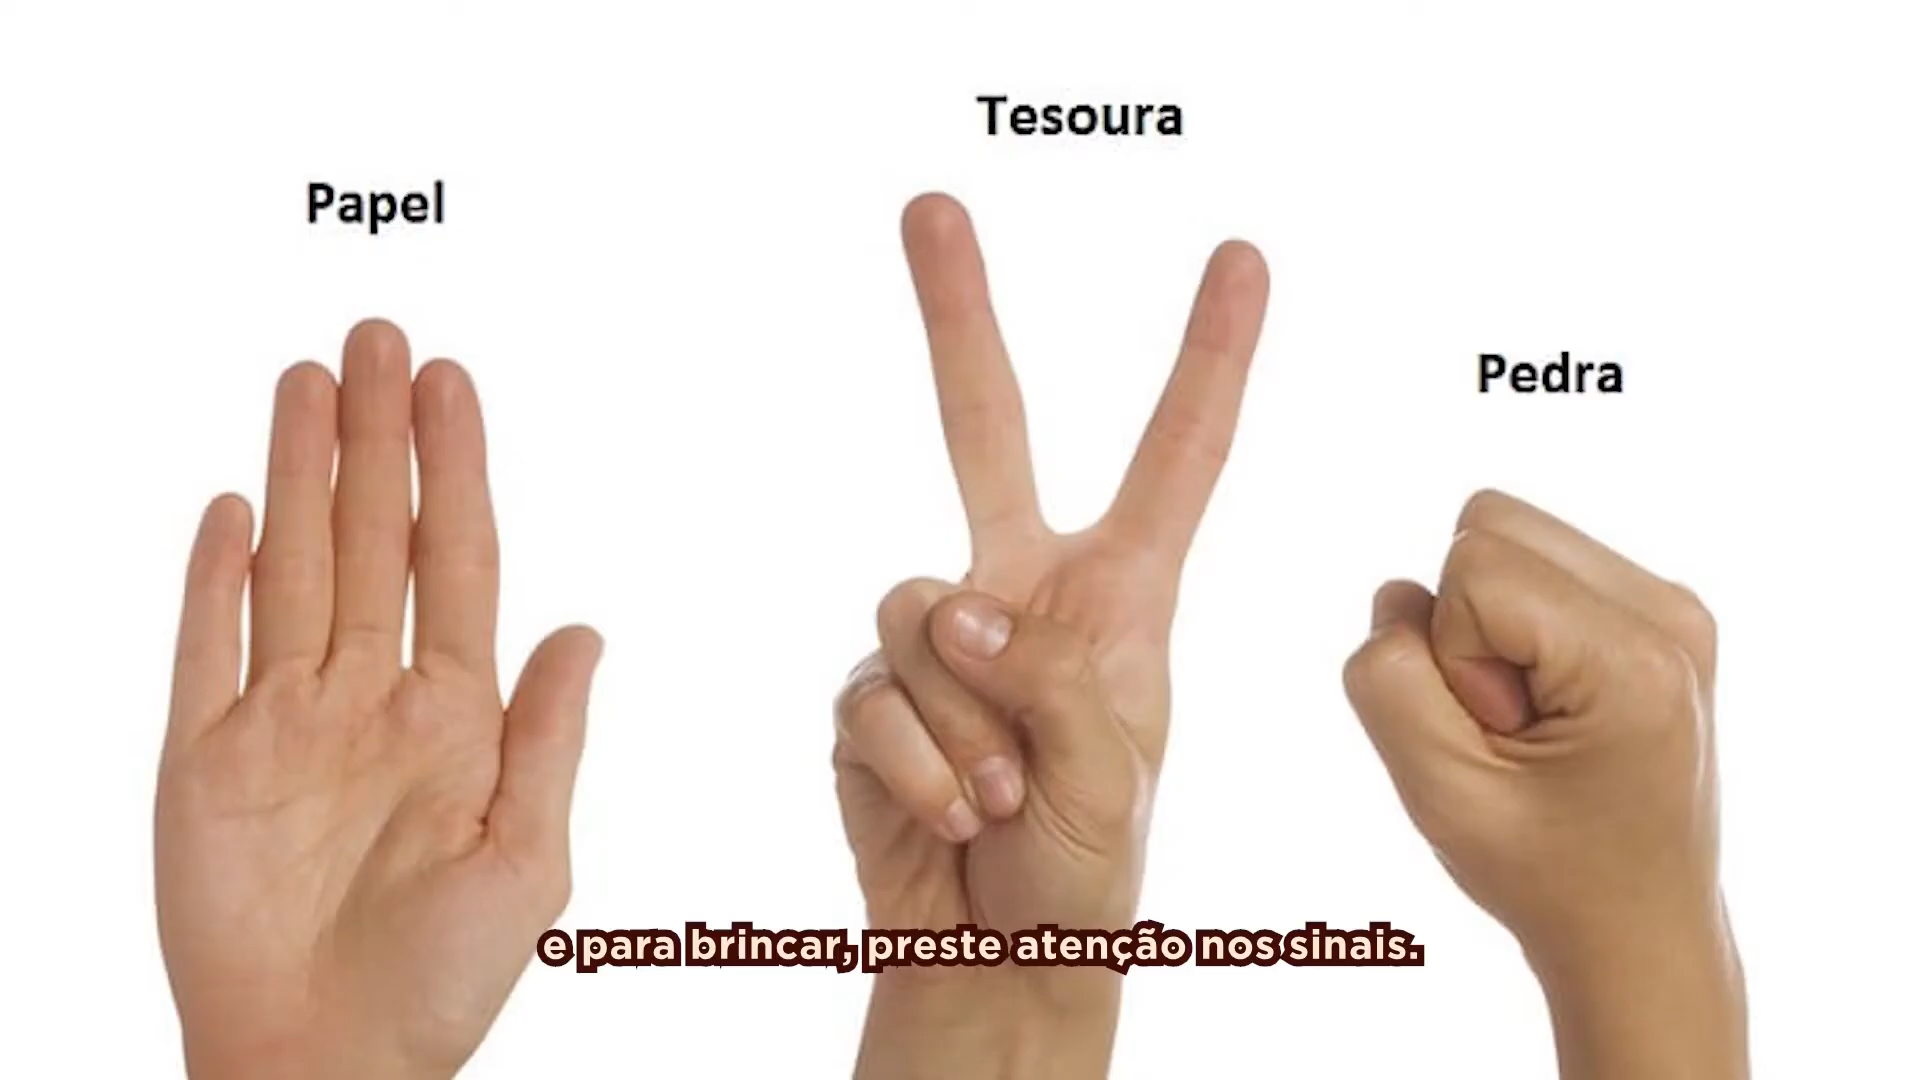 Tesoura
Papel
Pedra
e para brincar, preste atenção nos sinais.